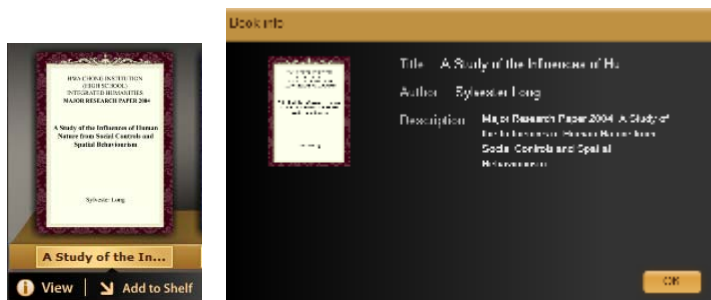 HWA CHONG INSTITUTION
(HIGH SCHOOL)
INTEGRATED HUMANITIES
MAJOR RESEARCH PAPER 2004
A Study of the Influences of Human
Nature from Social Controls and
Spatial Behaviourism
Sylvester Long
A Study of the In...
View
Add to Shelf
Book info
Title A Study of the Influences of Hu
Author Sylvester Long
Description Major Research Paper 2004 A Study of
the Influences of Human Nature from
Social Controls and Spatial
Behaviourism
OK